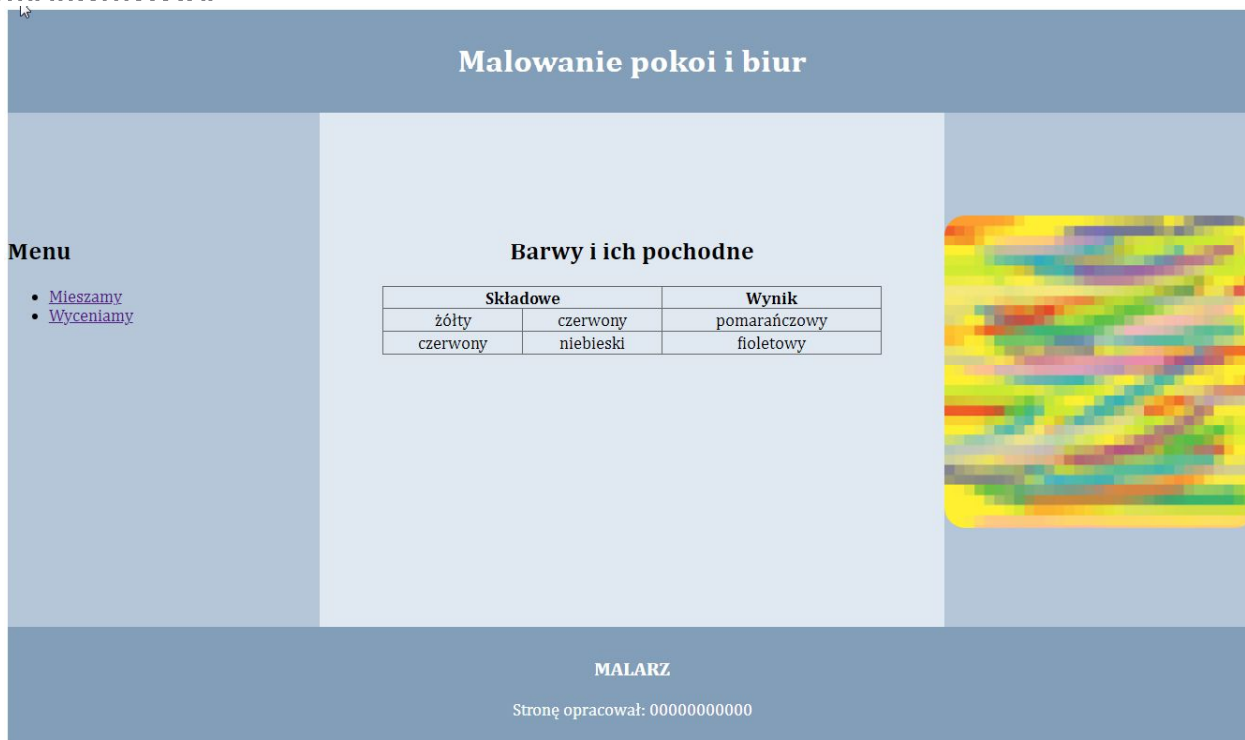 Malowanie pokoi i biur
Menu
Mieszamy
Wyceniamy
Barwy i ich pochodne
Składowe Wynik
żółty czerwony pomarańczowy
czerwony niebieski fioletowy
MALARZ
Stronę opracował: 00000000000